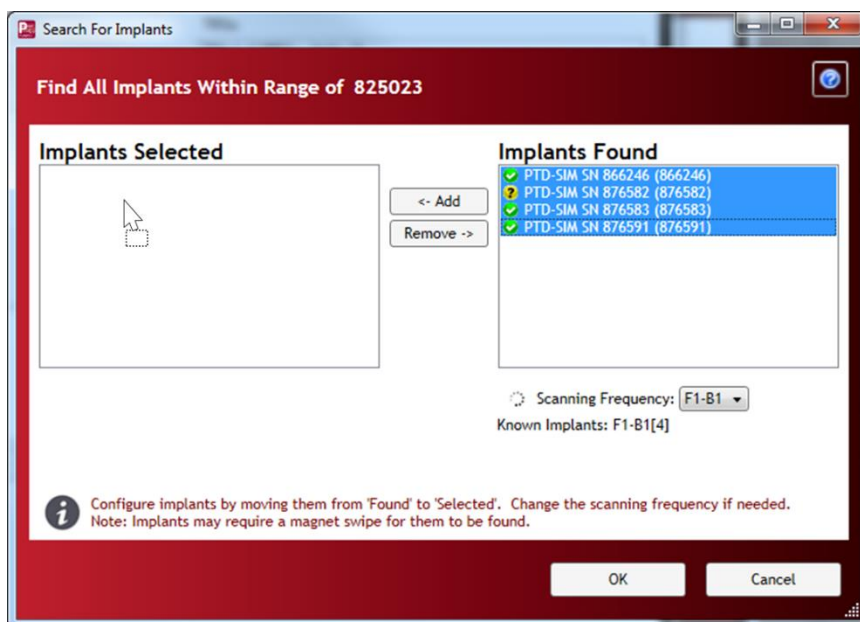 Search For Implants
Find All Implants Within Range of 825023
Implants Selected
<- Add
Remove ->
Implants Found
PTD-SIM SN 866246 (866246)
PTD-SIM SN 876582 (876582)
PTD-SIM SN 876583 (876583)
PTD-SIM SN 876591 (876591)
Scanning Frequency: F1-B1
Known Implants: F1-B1[4]
Configure implants by moving them from 'Found' to 'Selected'. Change the scanning frequency if needed.
Note: Implants may require a magnet swipe for them to be found.
OK
Cancel